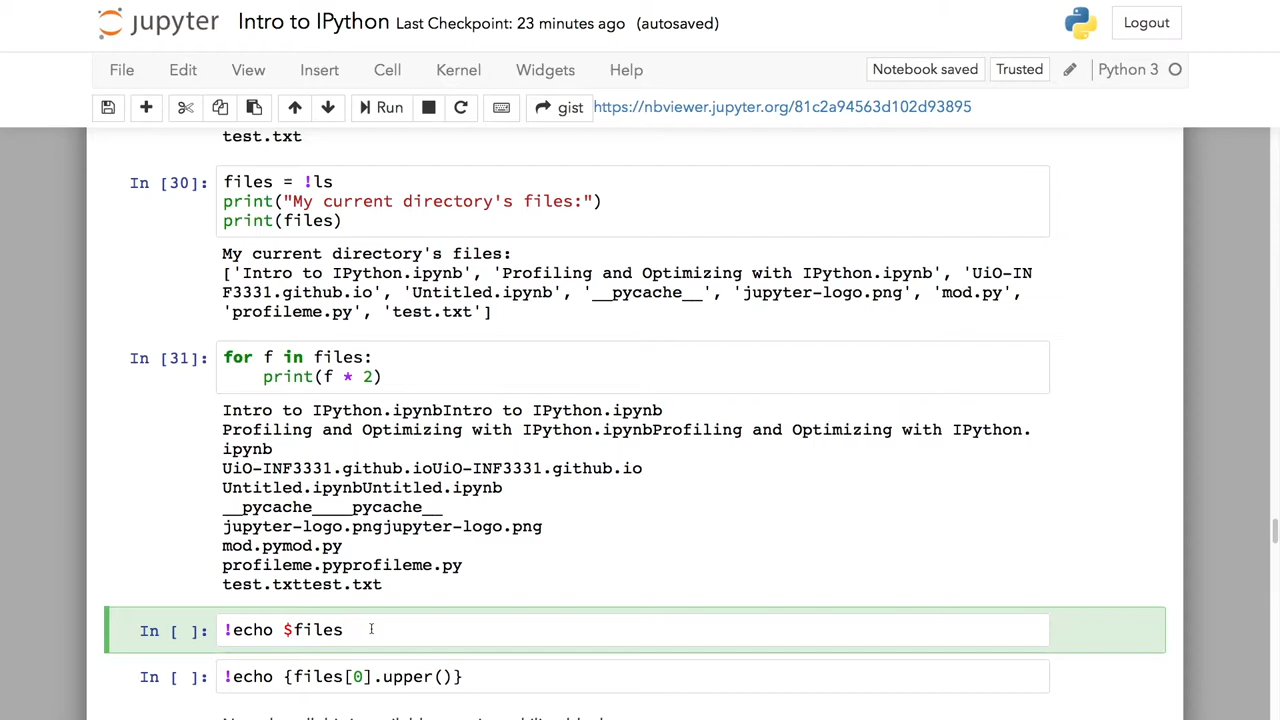 jupyter Intro to IPython Last Checkpoint: 23 minutes ago (autosaved) Logout
File Edit View Insert Cell Kernel Widgets Help Notebook saved Trusted Python 3
Run gist https://nbviewer.jupyter.org/81c2a94563d102d93895
test.txt
In [30]: files = !ls
print("My current directory's files:")
print(files)
My current directory's files:
['Intro to IPython.ipynb', 'Profiling and Optimizing with IPython.ipynb', 'UiO-IN
F3331.github.io', 'Untitled.ipynb', '__pycache__', 'jupyter-logo.png', 'mod.py',
'profileme.py', 'test.txt']
In [31]: for f in files:
print(f * 2)
Intro to IPython.ipynbIntro to IPython.ipynb
Profiling and Optimizing with IPython.ipynbProfiling and Optimizing with IPython.
ipynb
UiO-INF3331.github.ioUiO-INF3331.github.io
Untitled.ipynbUntitled.ipynb
__pycache____pycache__
jupyter-logo.pngjupyter-logo.png
mod.pymod.py
profileme.pyprofileme.py
test.txttest.txt
In [ ]: !echo $files
In [ ]: !echo {files[0].upper()}